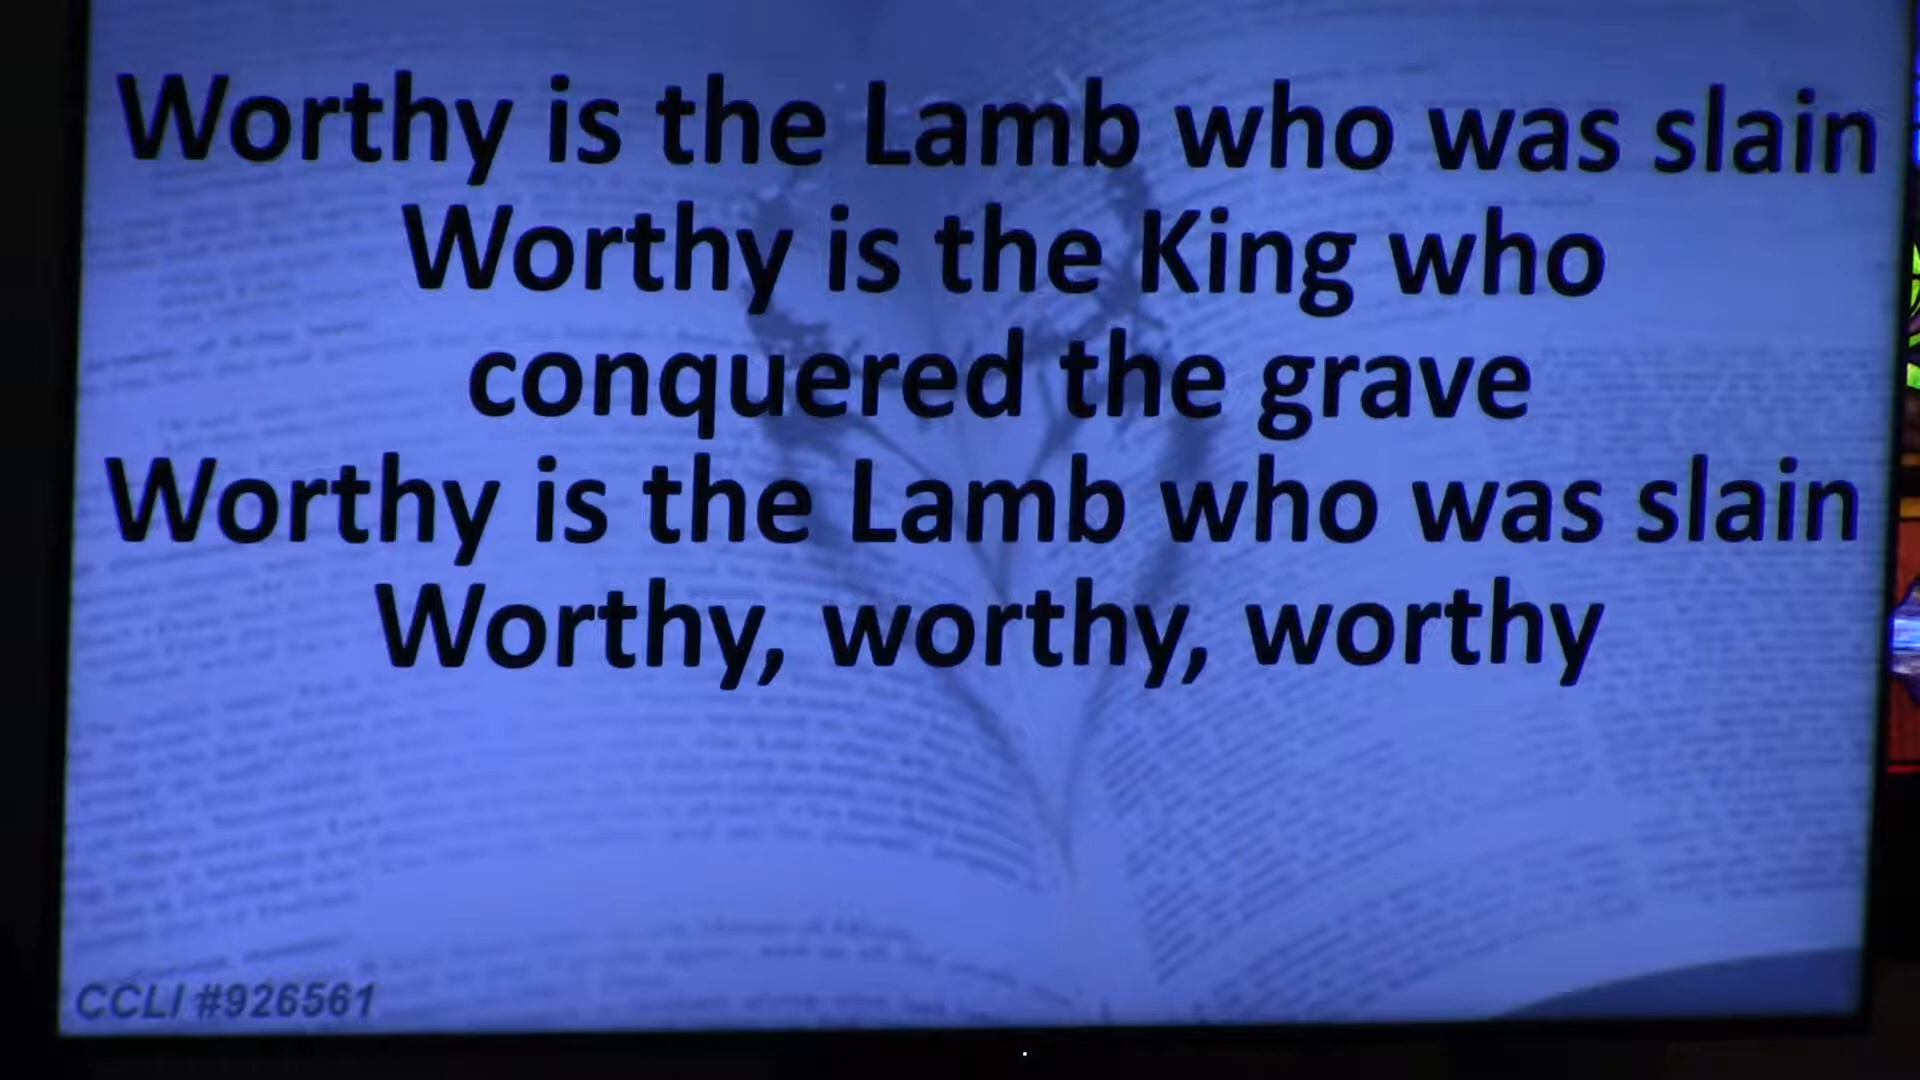 Worthy is the Lamb who was slain
Worthy is the King who
conquered the grave
Worthy is the Lamb who was slain
Worthy, worthy, worthy
CCLI #926561